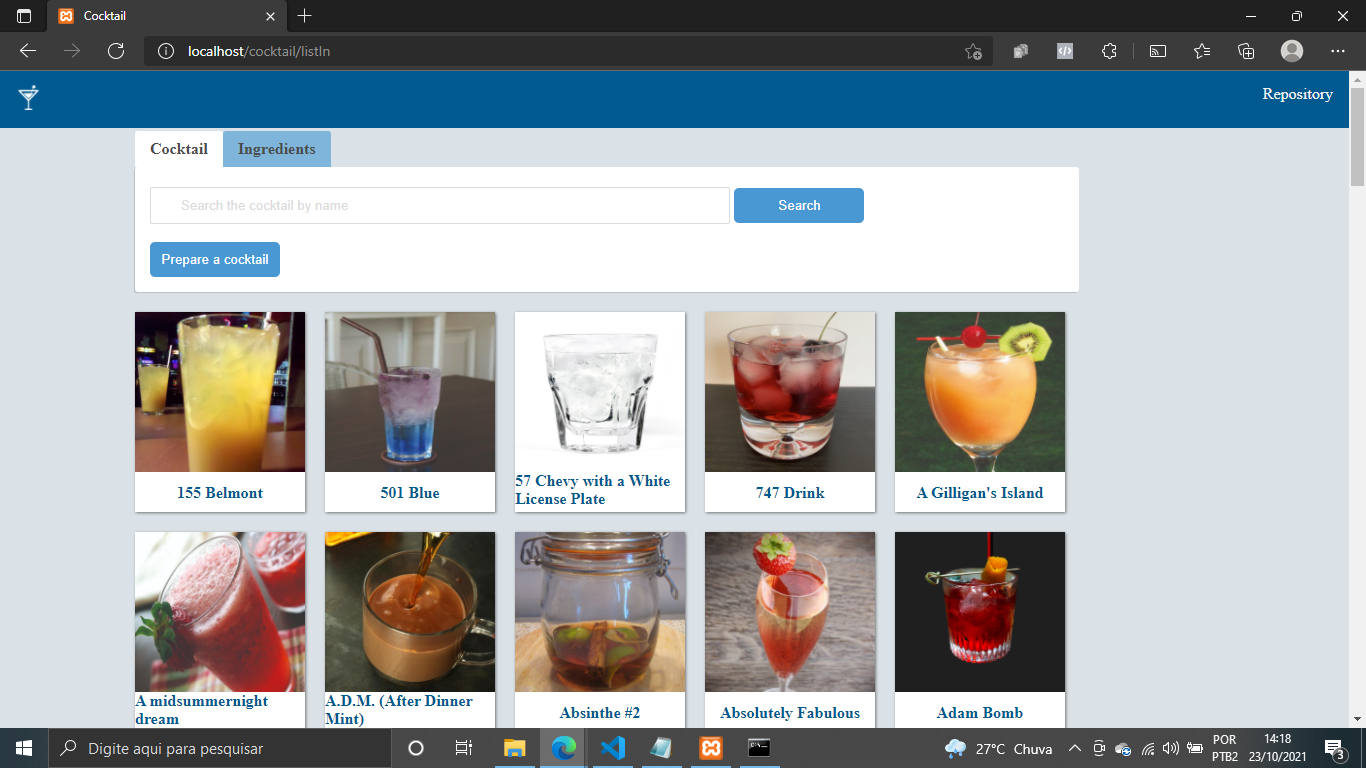 Cocktail
localhost/cocktail/listIn
Repository
Cocktail
Ingredients
Search the cocktail by name
Search
Prepare a cocktail
155 Belmont
501 Blue
57 Chevy with a White
License Plate
747 Drink
A Gilligan's Island
A midsummernight
dream
A.D.M. (After Dinner
Mint)
Absinthe #2
Absolutely Fabulous
Adam Bomb
Digite aqui para pesquisar
27°C Chuva
POR
PTB2
14:18
23/10/2021
3